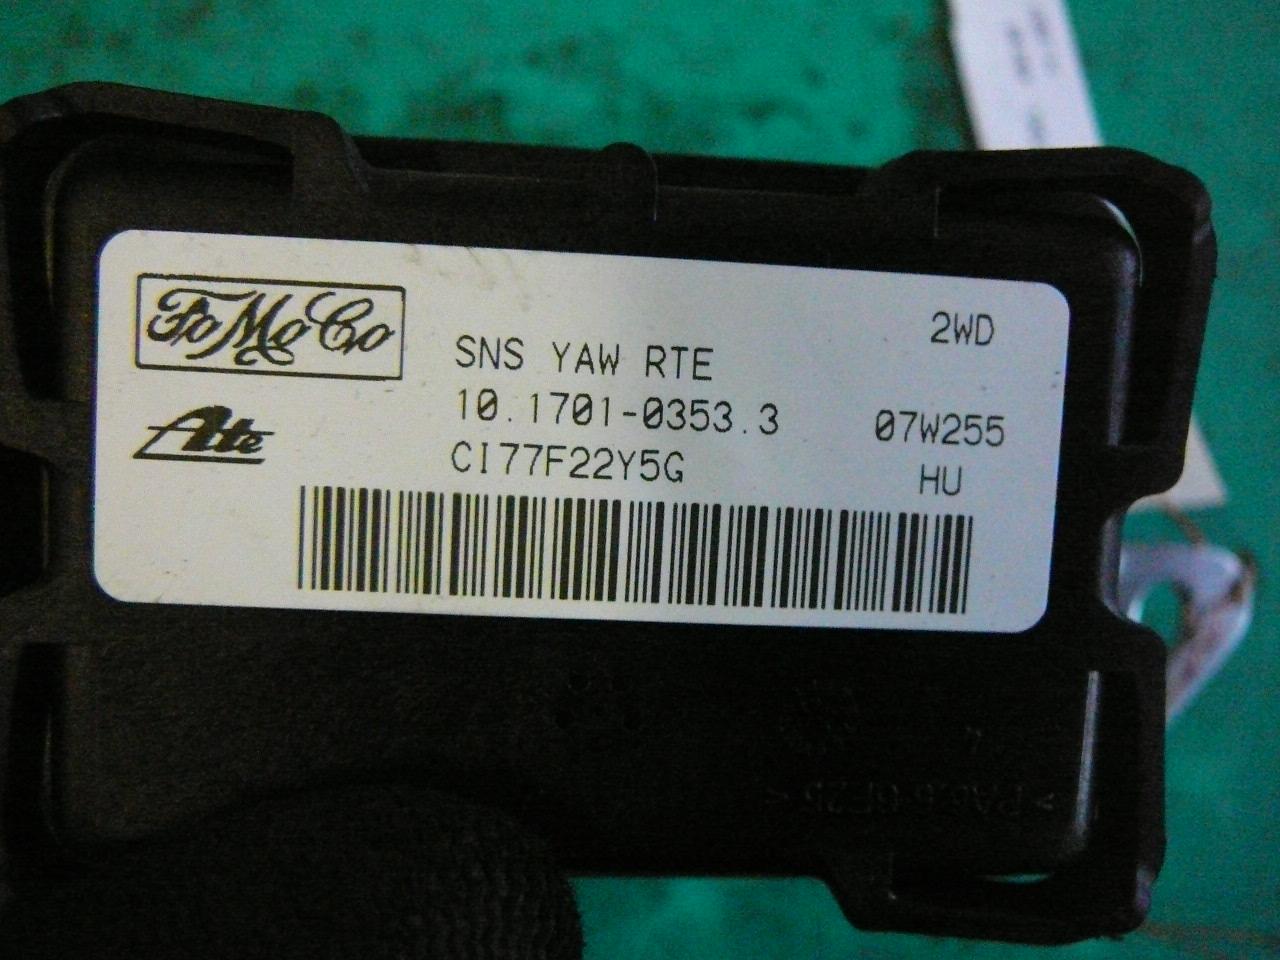 FoMoCo
2WD
SNS YAW RTE
10.1701-0353.3
07W255
Ate
CI77F22Y5G
HU